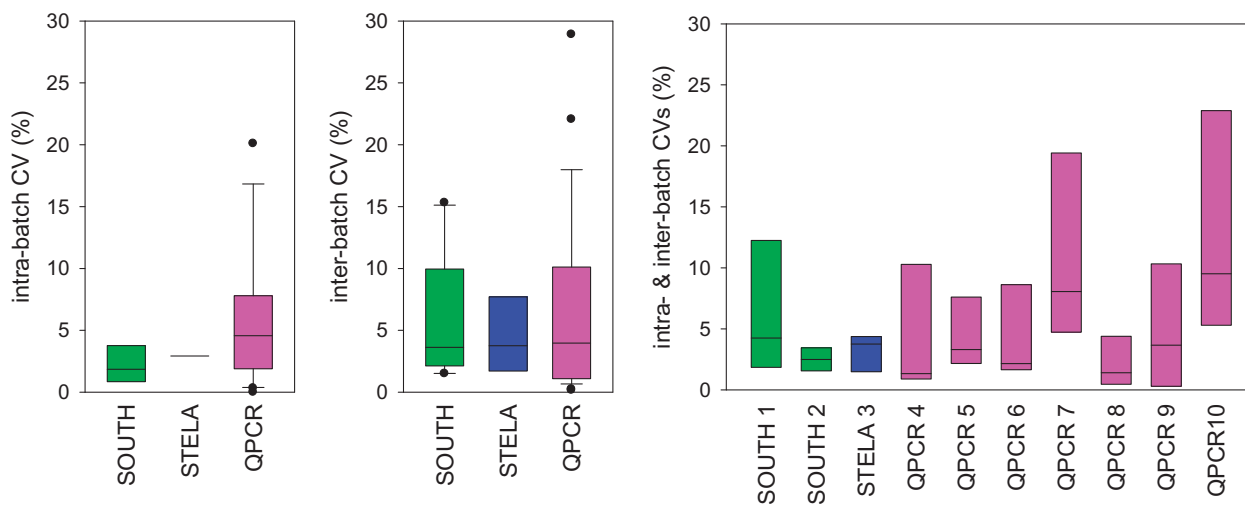 intra-batch CV (%)
30
25
20
15
10
5
0
SOUTH
STELA
QPCR
inter-batch CV (%)
30
25
20
15
10
5
0
SOUTH
STELA
QPCR
intra- & inter-batch CVs (%)
30
25
20
15
10
5
0
SOUTH 1
SOUTH 2
STELA 3
QPCR 4
QPCR 5
QPCR 6
QPCR 7
QPCR 8
QPCR 9
QPCR10